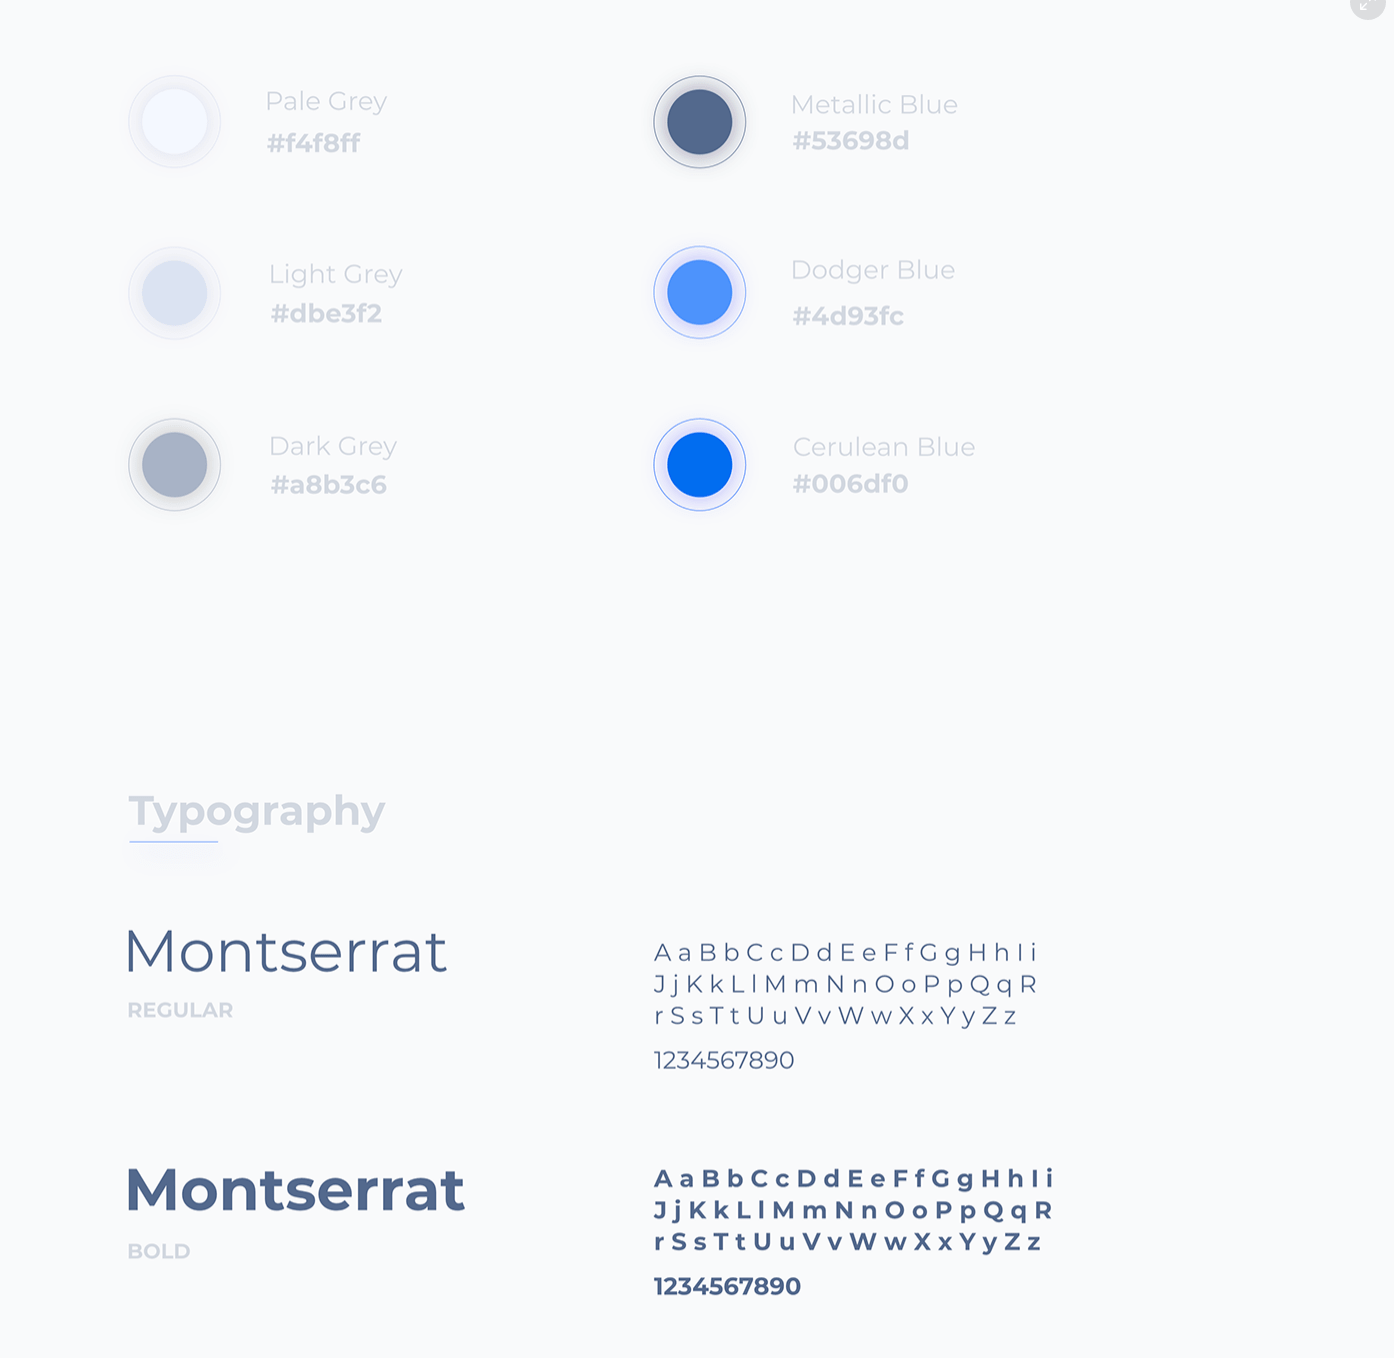 Pale Grey
#f4f8ff
Metallic Blue
#53698d
Light Grey
#dbe3f2
Dodger Blue
#4d93fc
Dark Grey
#a8b3c6
Cerulean Blue
#006df0
Typography
Montserrat
REGULAR
A a B b C c D d E e F f G g H h I i
J j K k L l M m N n O o P p Q q R
r S s T t U u V v W w X x Y y Z z
1234567890
Montserrat
BOLD
A a B b C c D d E e F f G g H h I i
J j K k L l M m N n O o P p Q q R
r S s T t U u V v W w X x Y y Z z
1234567890